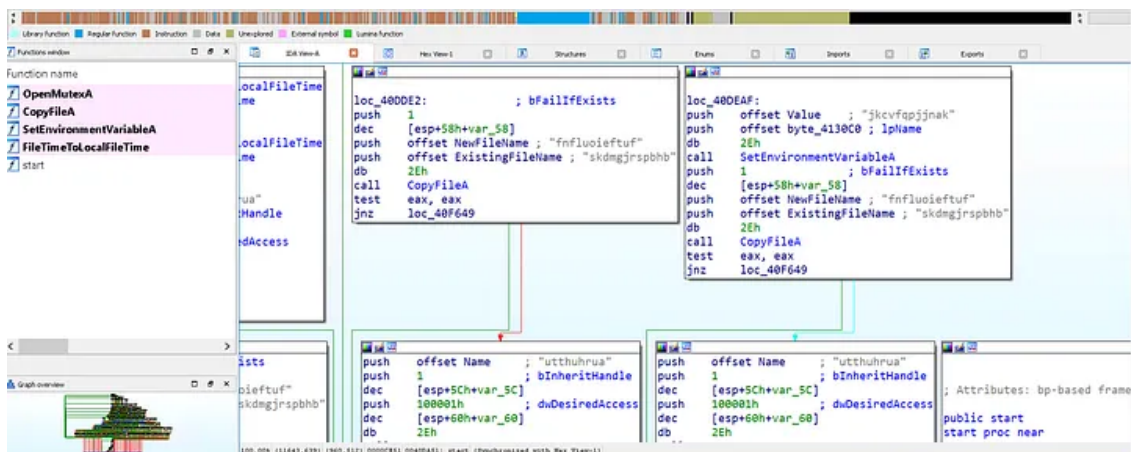 Library function Regular function Instruction Data Unexplored External symbol Lumina function
Functions window
IDA View-A Hex View-1 Structures Enums Imports Exports
Function name
OpenMutexA
CopyFileA
SetEnvironmentVariableA
FileTimeToLocalFileTime
start
Graph overview
ocalFileTime
me
ocalFileTime
me
ua"
tHandle
edAccess
loc_40DDE2: ; bFailIfExists
push 1
dec [esp+58h+var_58]
push offset NewFileName ; "fnfluoieftuf"
push offset ExistingFileName ; "skdmgjrspbhb"
db 2Eh
call CopyFileA
test eax, eax
jnz loc_40F649
loc_40DEAF:
push offset Value ; "jkcvfqpjjnak"
push offset byte_4130C0 ; lpName
db 2Eh
call SetEnvironmentVariableA
push 1 ; bFailIfExists
dec [esp+58h+var_58]
push offset NewFileName ; "fnfluoieftuf"
push offset ExistingFileName ; "skdmgjrspbhb"
db 2Eh
call CopyFileA
test eax, eax
jnz loc_40F649
ists
oieftuf"
skdmgjrspbhb"
push offset Name ; "utthuhrua"
push 1 ; bInheritHandle
dec [esp+5Ch+var_5C]
push 100001h ; dwDesiredAccess
dec [esp+60h+var_60]
db 2Eh
push offset Name ; "utthuhrua"
push 1 ; bInheritHandle
dec [esp+5Ch+var_5C]
push 100001h ; dwDesiredAccess
dec [esp+60h+var_60]
db 2Eh
; Attributes: bp-based frame
public start
start proc near